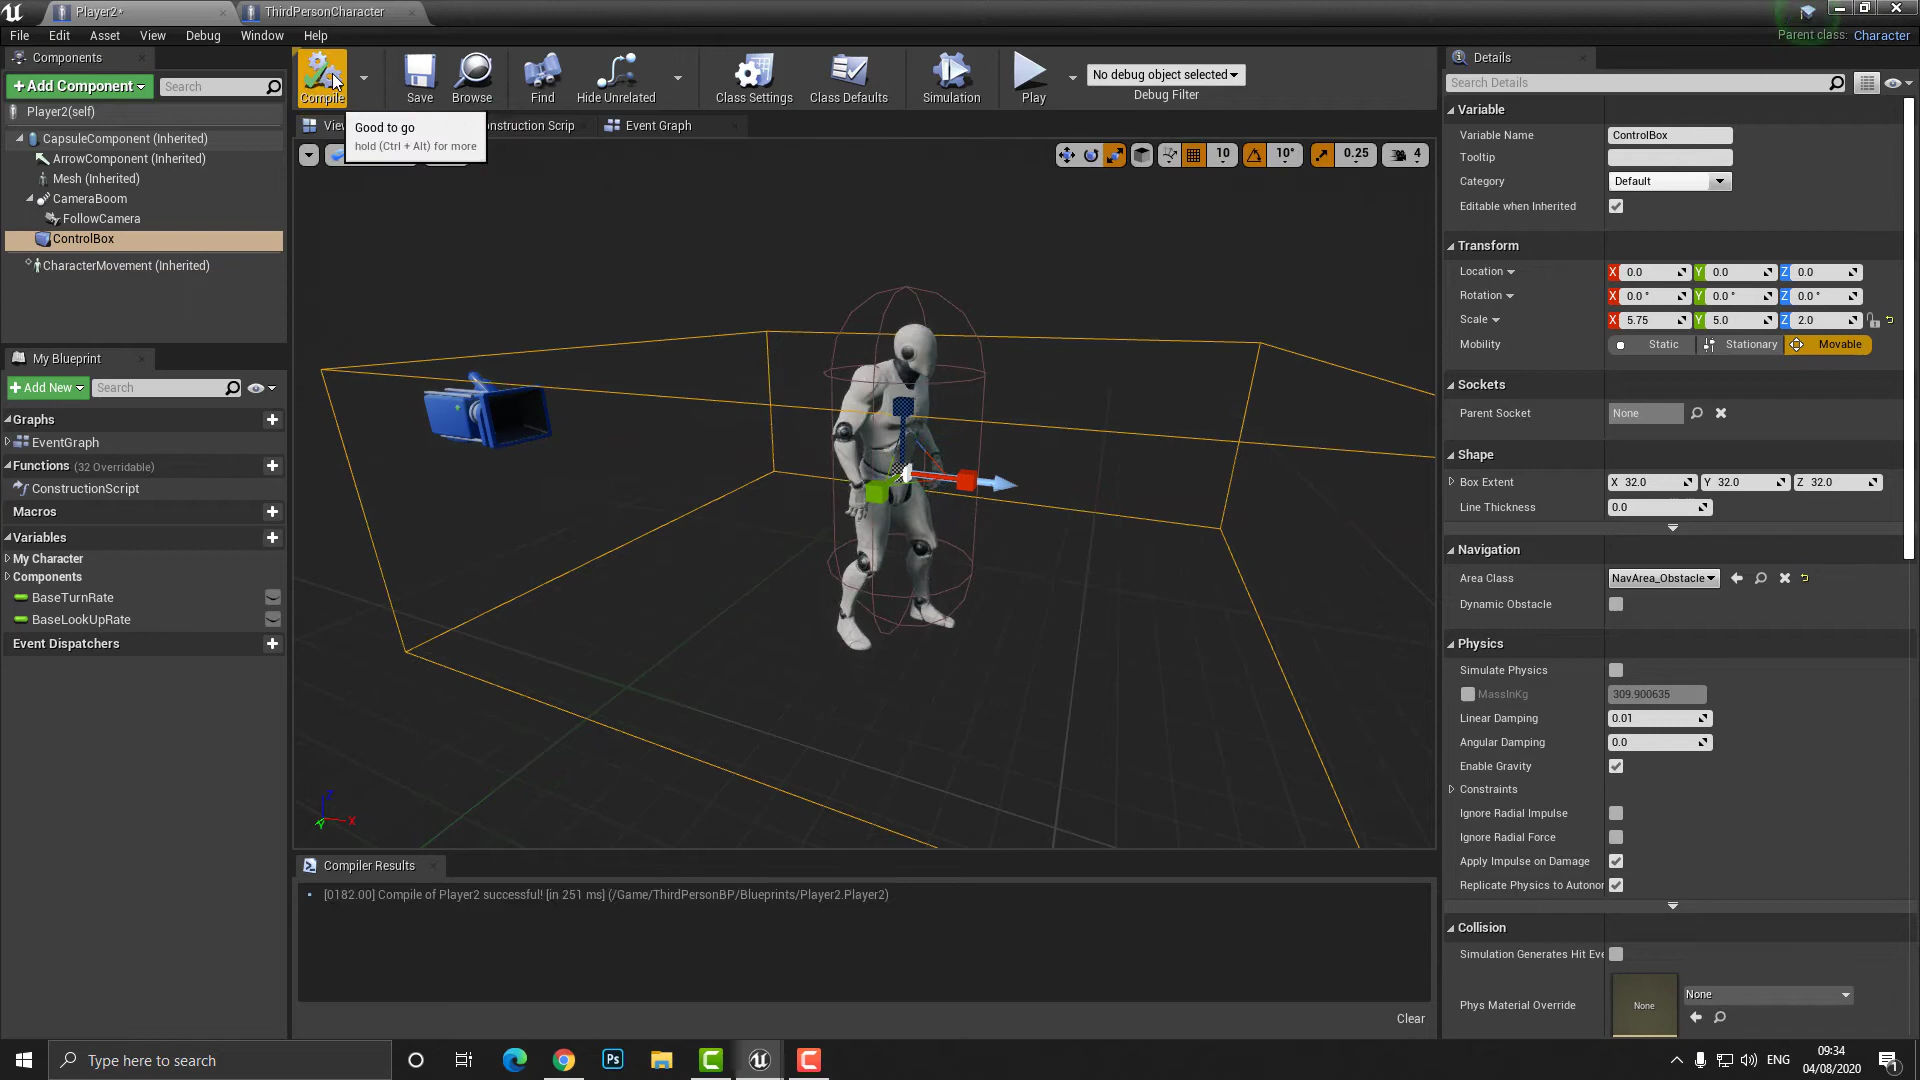 Player2*
ThirdPersonCharacter
File Edit Asset View Debug Window Help
Parent class: Character
Components
+ Add Component
Search
Player2(self)
CapsuleComponent (Inherited)
ArrowComponent (Inherited)
Mesh (Inherited)
CameraBoom
FollowCamera
ControlBox
CharacterMovement (Inherited)
My Blueprint
+ Add New
Search
Graphs
EventGraph
Functions (32 Overridable)
ConstructionScript
Macros
Variables
My Character
Components
BaseTurnRate
BaseLookUpRate
Event Dispatchers
Compile
Save
Browse
Find
Hide Unrelated
Class Settings
Class Defaults
Simulation
Play
No debug object selected
Debug Filter
Good to go
hold (Ctrl + Alt) for more
View
onstruction Scrip
Event Graph
10
10°
0.25
4
Z
X
Y
Compiler Results
[0182.00] Compile of Player2 successful! [in 251 ms] (/Game/ThirdPersonBP/Blueprints/Player2.Player2)
Clear
Details
Search Details
Variable
Variable Name ControlBox
Tooltip
Category Default
Editable when Inherited
Transform
Location X 0.0 Y 0.0 Z 0.0
Rotation X 0.0 ° Y 0.0 ° Z 0.0 °
Scale X 5.75 Y 5.0 Z 2.0
Mobility Static Stationary Movable
Sockets
Parent Socket None
Shape
Box Extent X 32.0 Y 32.0 Z 32.0
Line Thickness 0.0
Navigation
Area Class NavArea_Obstacle
Dynamic Obstacle
Physics
Simulate Physics
MassInKg 309.900635
Linear Damping 0.01
Angular Damping 0.0
Enable Gravity
Constraints
Ignore Radial Impulse
Ignore Radial Force
Apply Impulse on Damage
Replicate Physics to Autonor
Collision
Simulation Generates Hit Eve
Phys Material Override None None
Type here to search
Ps
ENG
09:34
04/08/2020
1